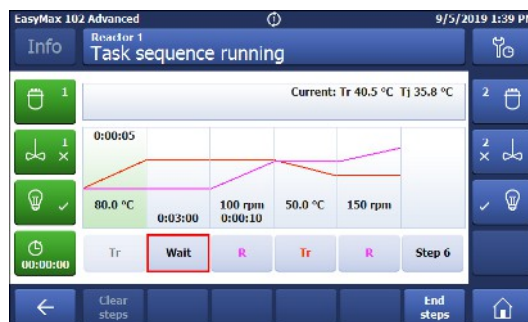 EasyMax 102 Advanced
9/5/2019 1:39 PM
Info
Reactor 1
Task sequence running
1
Current: Tr 40.5 °C Tj 35.8 °C
2
1
0:00:05
2
80.0 °C
0:03:00
100 rpm
0:00:10
50.0 °C
150 rpm
00:00:00
Tr
Wait
R
Tr
R
Step 6
Clear
steps
End
steps